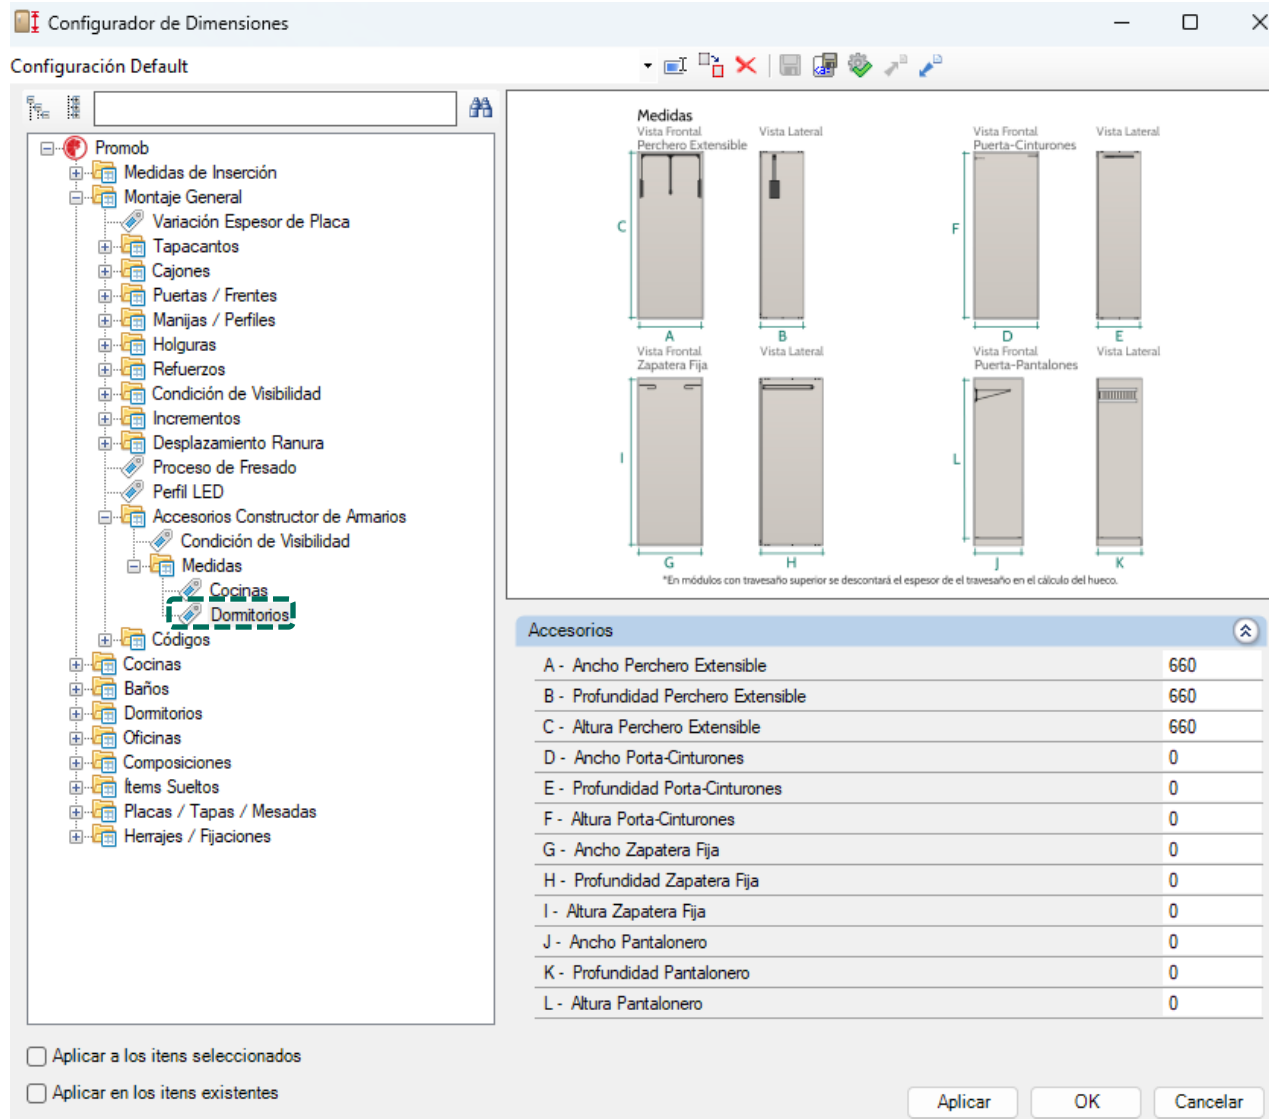 Configurador de Dimensiones
Configuración Default
Promob
Medidas de Inserción
Montaje General
Variación Espesor de Placa
Tapacantos
Cajones
Puertas / Frentes
Manijas / Perfiles
Holguras
Refuerzos
Condición de Visibilidad
Incrementos
Desplazamiento Ranura
Proceso de Fresado
Perfil LED
Accesorios Constructor de Armarios
Condición de Visibilidad
Medidas
Cocinas
Dormitorios
Códigos
Cocinas
Baños
Dormitorios
Oficinas
Composiciones
Ítems Sueltos
Placas / Tapas / Mesadas
Herrajes / Fijaciones
Medidas
Vista Frontal Vista Lateral Vista Frontal Vista Lateral
Perchero Extensible Puerta-Cinturones
C F
A B D E
Vista Frontal Vista Lateral Vista Frontal Vista Lateral
Zapatera Fija Puerta-Pantalones
I L
G H J K
*En módulos con travesaño superior se descontará el espesor de el travesaño en el cálculo del hueco.
Accesorios
A - Ancho Perchero Extensible 660
B - Profundidad Perchero Extensible 660
C - Altura Perchero Extensible 660
D - Ancho Porta-Cinturones 0
E - Profundidad Porta-Cinturones 0
F - Altura Porta-Cinturones 0
G - Ancho Zapatera Fija 0
H - Profundidad Zapatera Fija 0
I - Altura Zapatera Fija 0
J - Ancho Pantalonero 0
K - Profundidad Pantalonero 0
L - Altura Pantalonero 0
Aplicar a los itens seleccionados
Aplicar en los itens existentes
Aplicar OK Cancelar